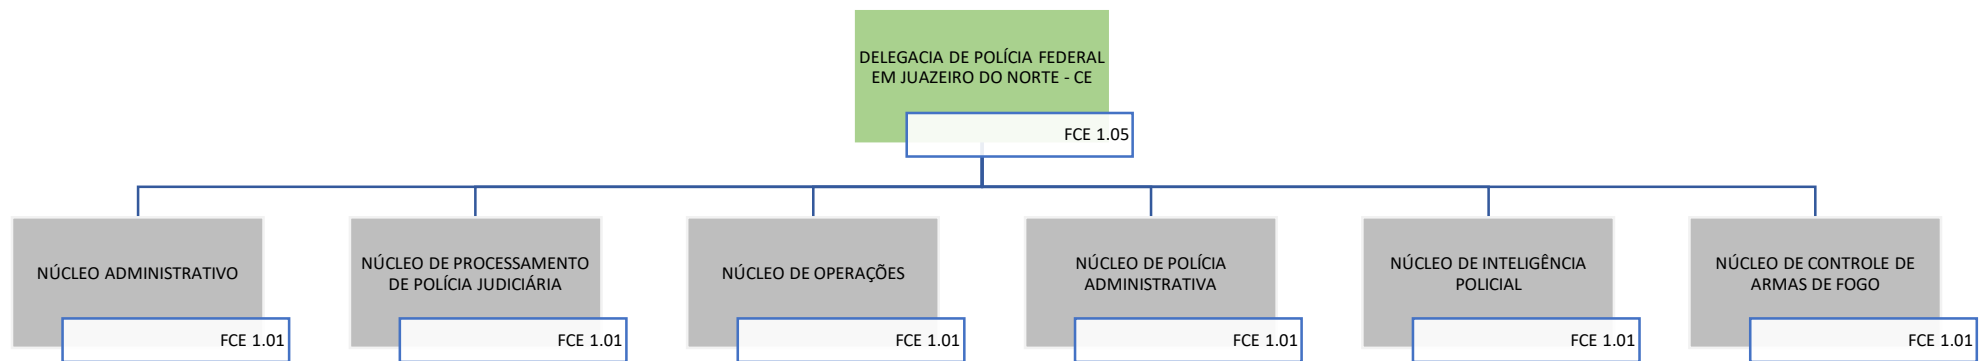 DELEGACIA DE POLÍCIA FEDERAL
EM JUAZEIRO DO NORTE - CE
FCE 1.05
NÚCLEO ADMINISTRATIVO
FCE 1.01
NÚCLEO DE PROCESSAMENTO
DE POLÍCIA JUDICIÁRIA
FCE 1.01
NÚCLEO DE OPERAÇÕES
FCE 1.01
NÚCLEO DE POLÍCIA
ADMINISTRATIVA
FCE 1.01
NÚCLEO DE INTELIGÊNCIA
POLICIAL
FCE 1.01
NÚCLEO DE CONTROLE DE
ARMAS DE FOGO
FCE 1.01